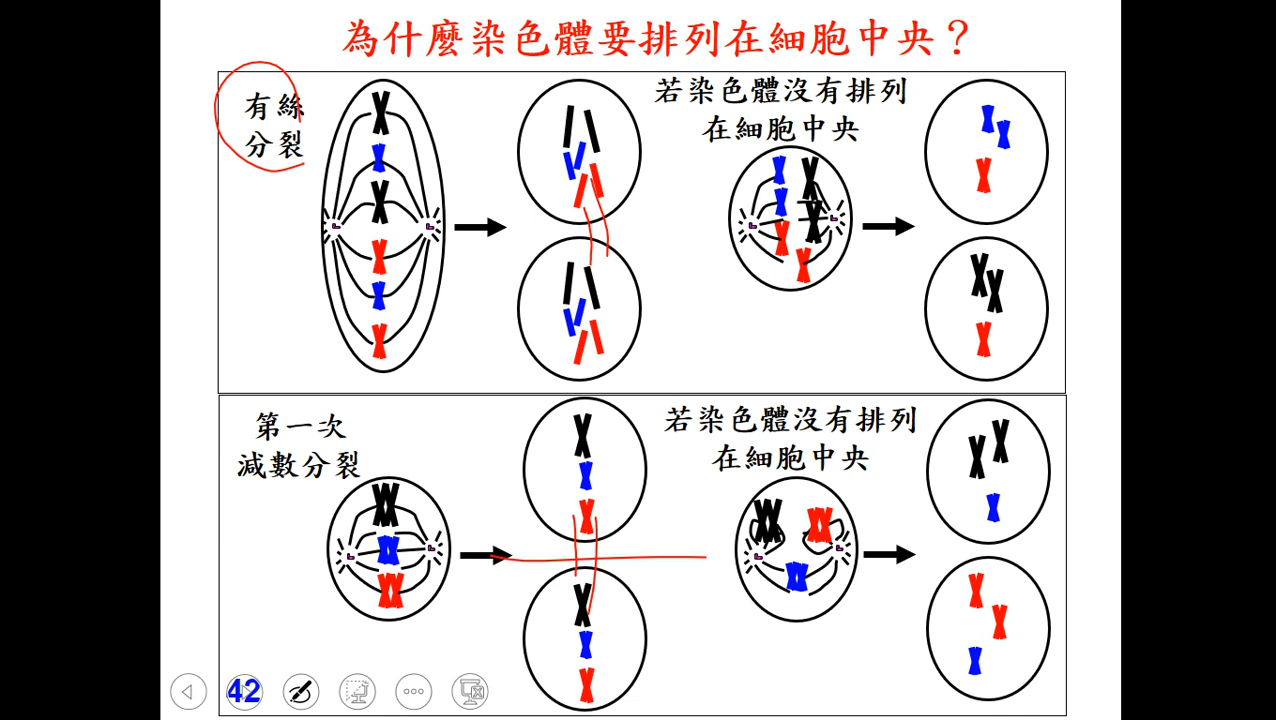 為什麼染色體要排列在細胞中央？
有絲
分裂
若染色體沒有排列
在細胞中央
第一次
減數分裂
若染色體沒有排列
在細胞中央
42